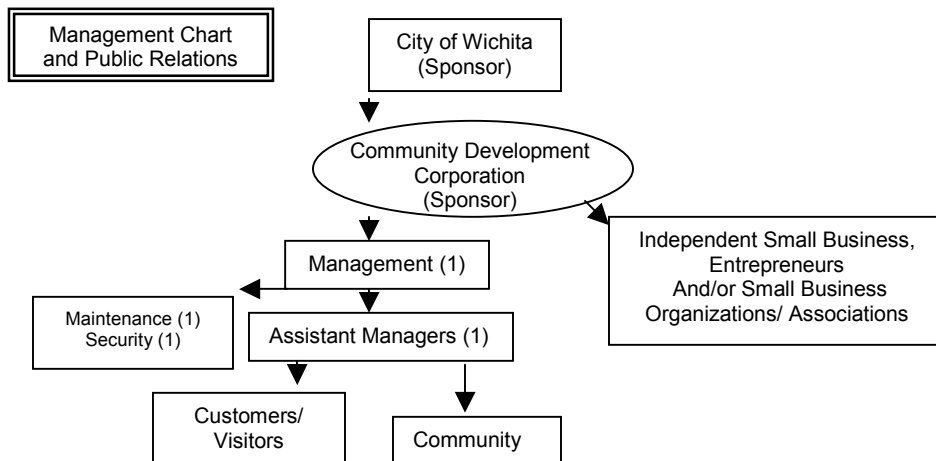 Management Chart
and Public Relations
City of Wichita
(Sponsor)
Community Development
Corporation
(Sponsor)
Independent Small Business,
Entrepreneurs
And/or Small Business
Organizations/ Associations
Management (1)
Maintenance (1)
Security (1)
Assistant Managers (1)
Customers/
Visitors
Community